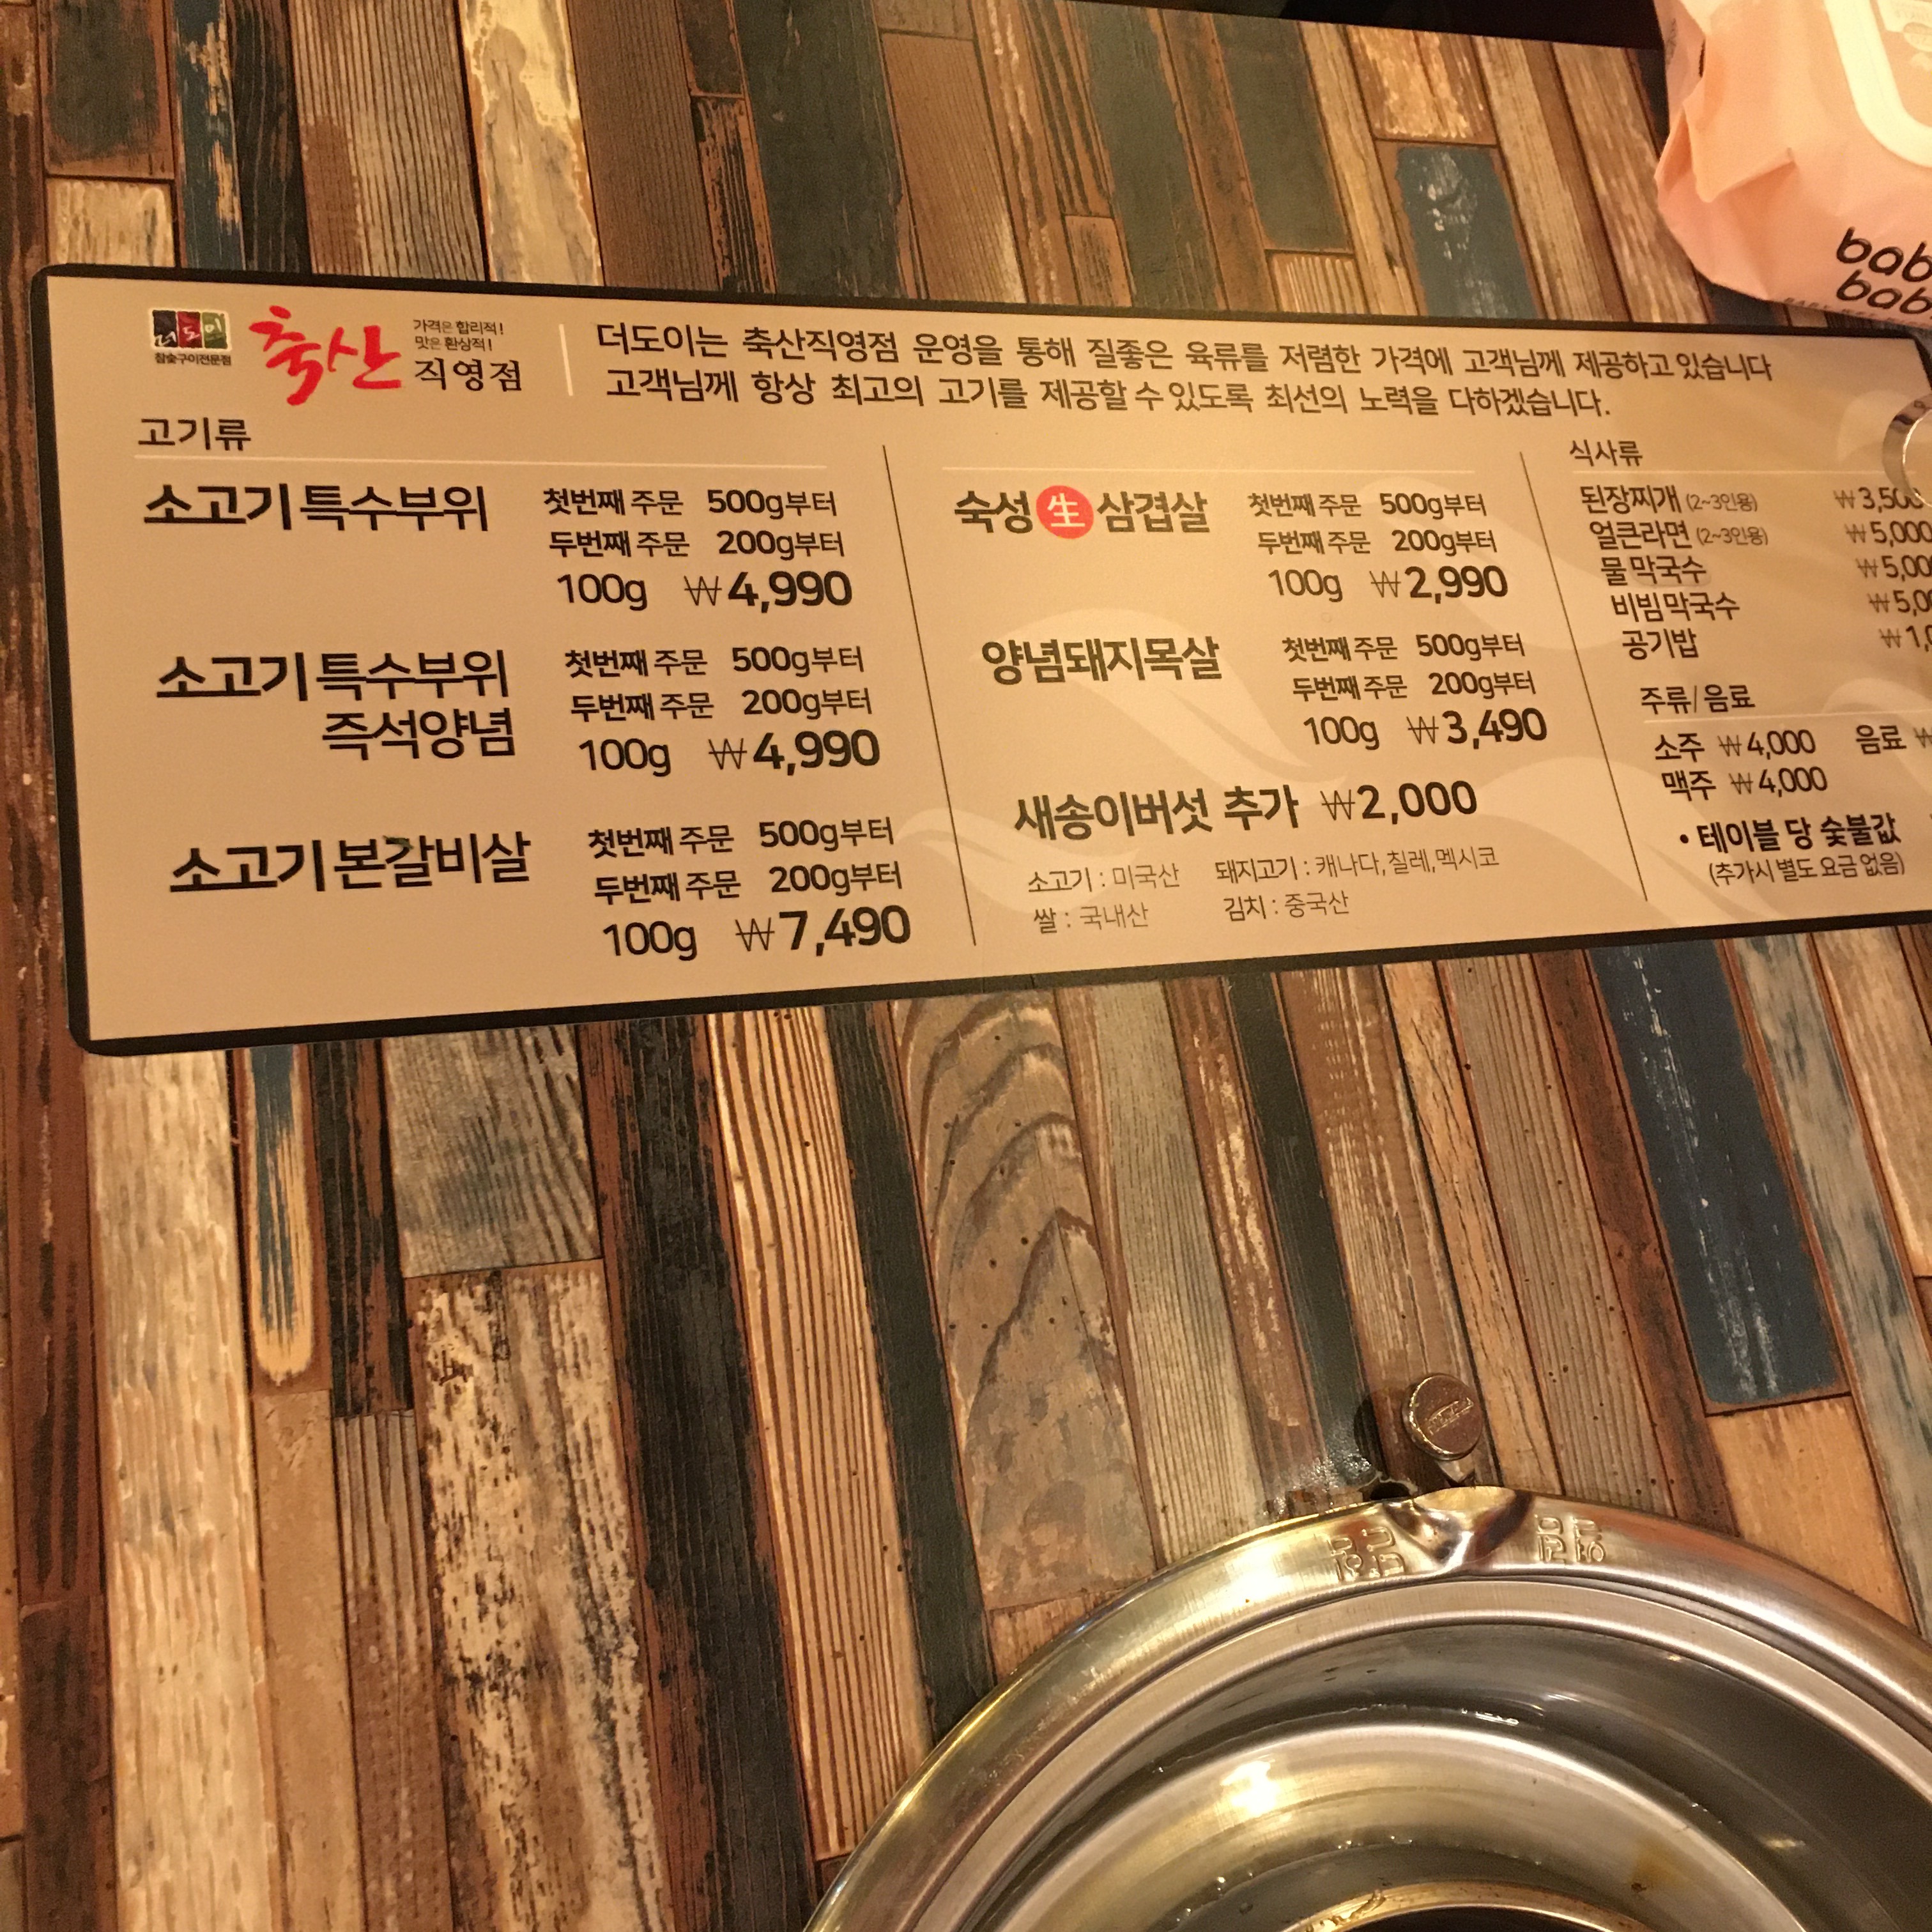 더도이
참숯구이전문점
축산
가격은 합리적!
맛은 환상적!
직영점
더도이는 축산직영점 운영을 통해 질좋은 육류를 저렴한 가격에 고객님께 제공하고 있습니다
고객님께 항상 최고의 고기를 제공할 수 있도록 최선의 노력을 다하겠습니다.
고기류
소고기 특수부위 첫번째 주문 500g부터
두번째 주문 200g부터
100g ₩4,990
소고기 특수부위 첫번째 주문 500g부터
즉석양념 두번째 주문 200g부터
100g ₩4,990
소고기 본갈비살 첫번째 주문 500g부터
두번째 주문 200g부터
100g ₩7,490
숙성 生 삼겹살 첫번째 주문 500g부터
두번째 주문 200g부터
100g ₩2,990
양념돼지목살 첫번째 주문 500g부터
두번째 주문 200g부터
100g ₩3,490
새송이버섯 추가 ₩2,000
소고기 : 미국산 돼지고기 : 캐나다, 칠레, 멕시코
쌀 : 국내산 김치 : 중국산
식사류
된장찌개 (2~3인용) ₩3,500
얼큰라면 (2~3인용) ₩5,000
물 막국수 ₩5,00
비빔막국수 ₩5,0
공기밥 ₩1,0
주류/음료
소주 ₩4,000 음료 ₩
맥주 ₩4,000
• 테이블 당 숯불값
(추가시 별도 요금 없음)
bab
bab